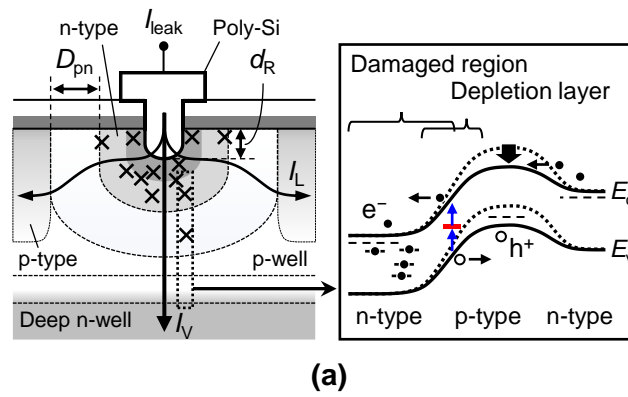 n-type
I_leak
Poly-Si
D_pn
d_R
I_L
p-type
p-well
Deep n-well
I_V
Damaged region
Depletion layer
e⁻
h⁺
E
E
n-type
p-type
n-type
(a)